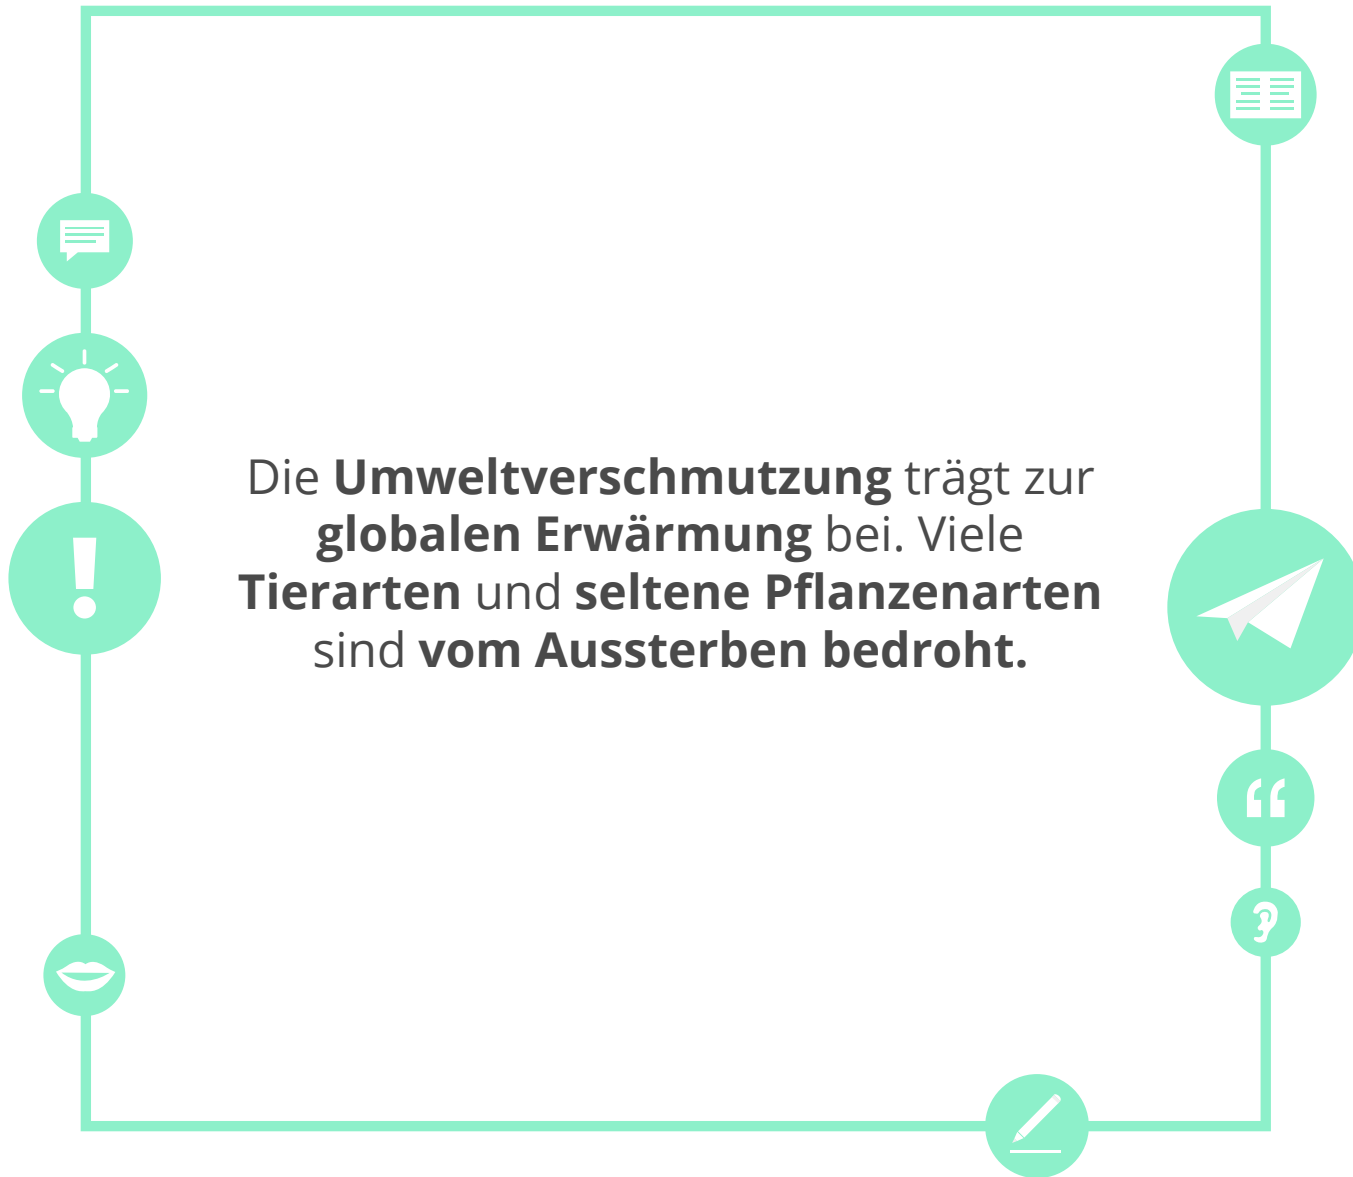 Die Umweltverschmutzung trägt zur
globalen Erwärmung bei. Viele
Tierarten und seltene Pflanzenarten
sind vom Aussterben bedroht.